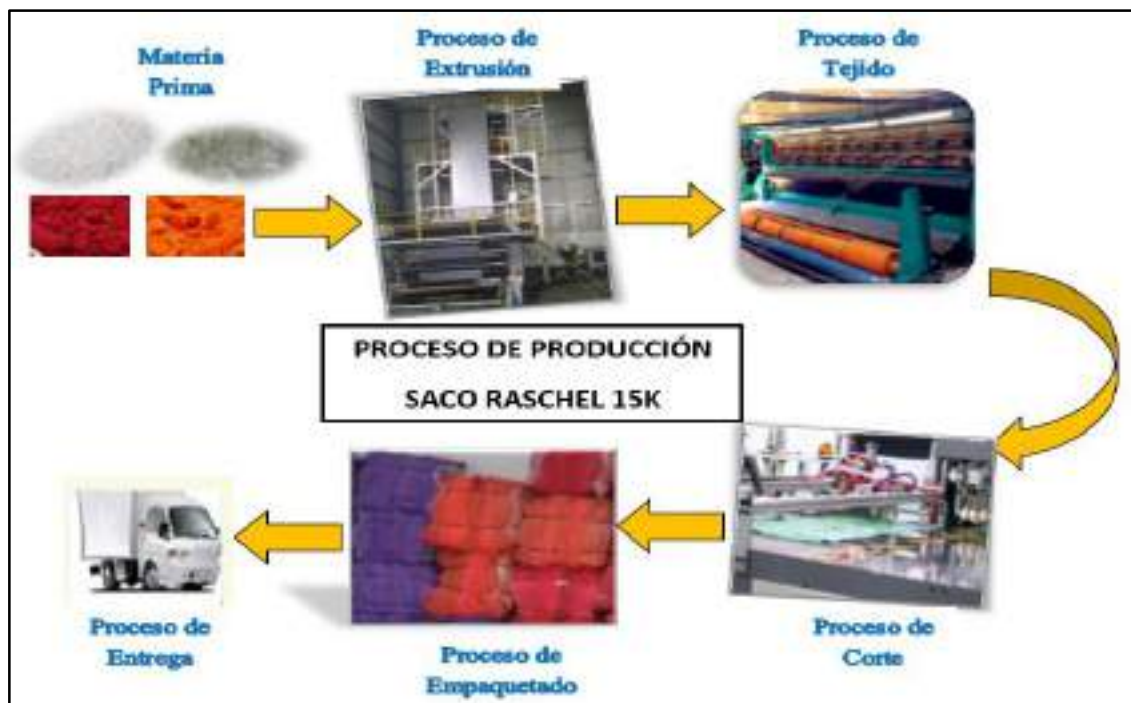 Materia
Prima
Proceso de
Extrusión
Proceso de
Tejido
PROCESO DE PRODUCCIÓN
SACO RASCHEL 15K
Proceso de
Entrega
Proceso de
Empaquetado
Proceso de
Corte